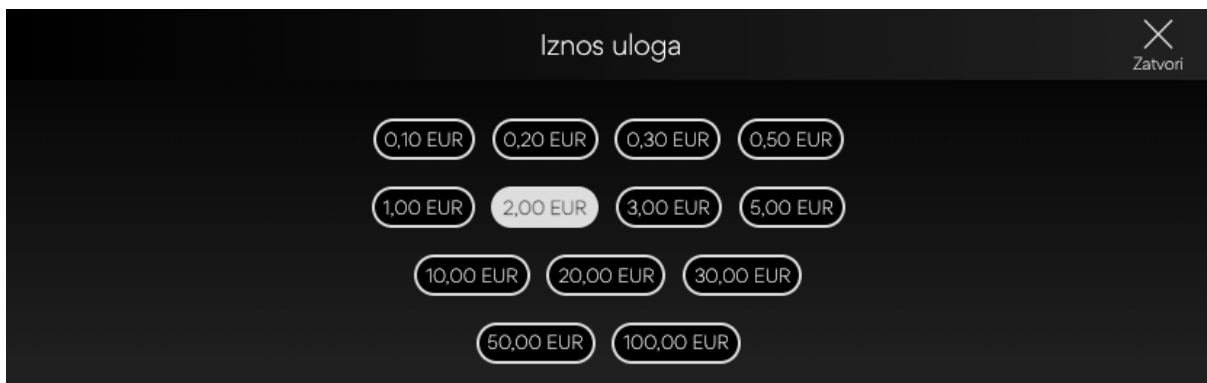 Iznos uloga
Zatvori
0,10 EUR 0,20 EUR 0,30 EUR 0,50 EUR
1,00 EUR 2,00 EUR 3,00 EUR 5,00 EUR
10,00 EUR 20,00 EUR 30,00 EUR
50,00 EUR 100,00 EUR